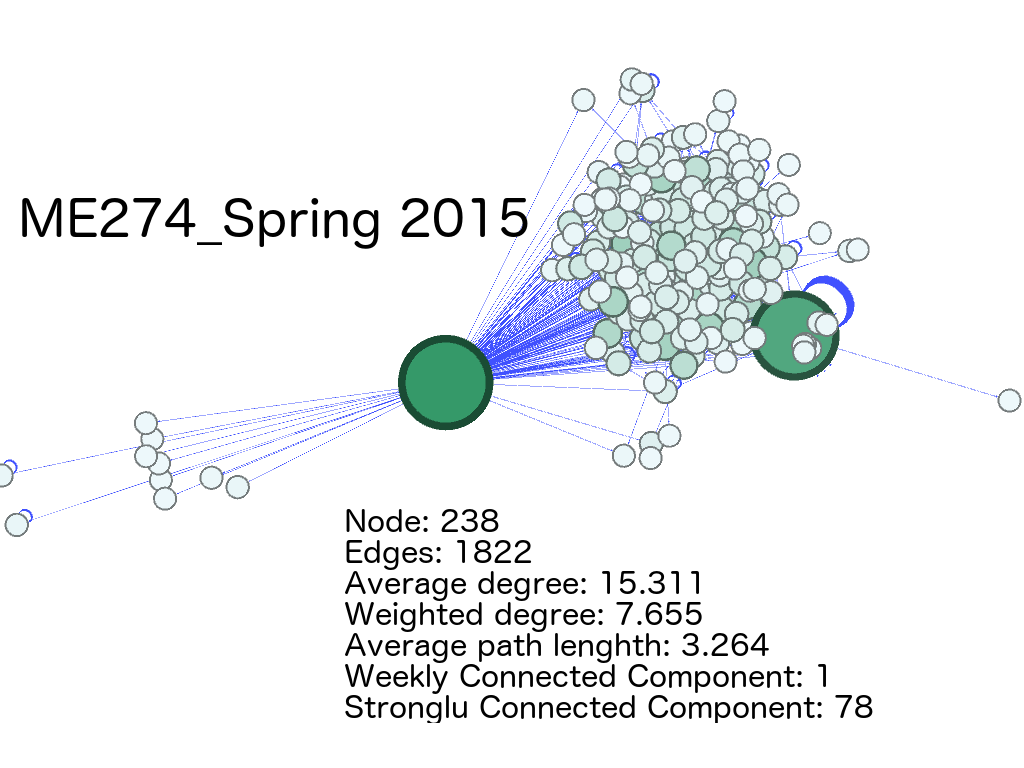 ME274_Spring 2015
Node: 238
Edges: 1822
Average degree: 15.311
Weighted degree: 7.655
Average path lenghth: 3.264
Weekly Connected Component: 1
Stronglu Connected Component: 78